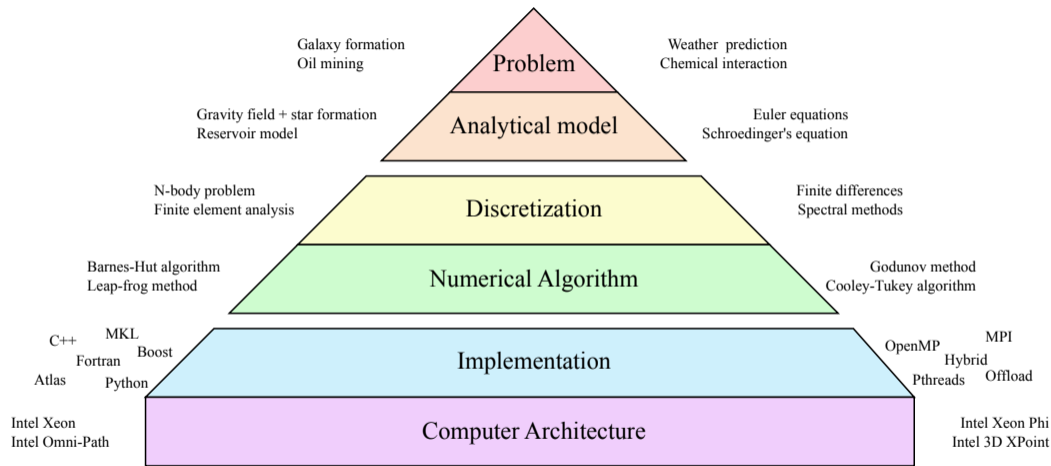 Galaxy formation
Oil mining
Problem
Weather prediction
Chemical interaction
Gravity field + star formation
Reservoir model
Analytical model
Euler equations
Schroedinger's equation
N-body problem
Finite element analysis
Discretization
Finite differences
Spectral methods
Barnes-Hut algorithm
Leap-frog method
Numerical Algorithm
Godunov method
Cooley-Tukey algorithm
C++
MKL
Boost
Fortran
Atlas
Python
Implementation
OpenMP
MPI
Hybrid
Pthreads
Offload
Intel Xeon
Intel Omni-Path
Computer Architecture
Intel Xeon Phi
Intel 3D XPoint